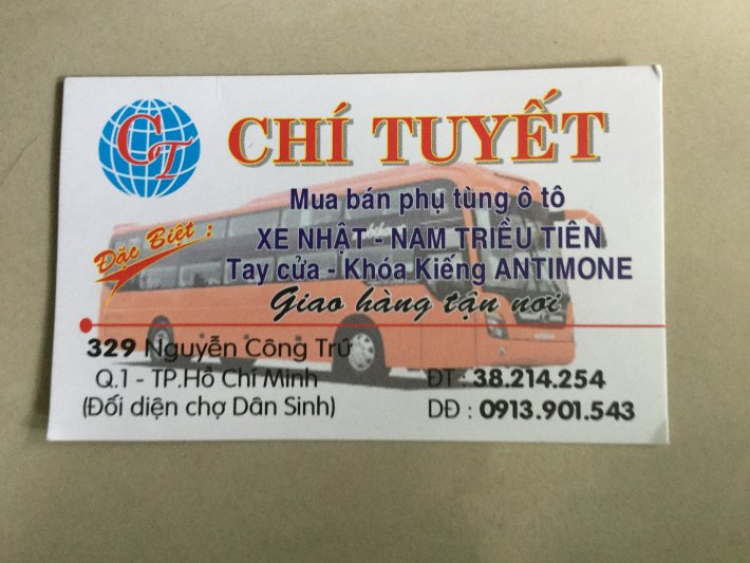 CT
CHÍ TUYẾT
Mua bán phụ tùng ô tô
Đặc Biệt :
XE NHẬT - NAM TRIỀU TIÊN
Tay cửa - Khóa Kiếng ANTIMONE
Giao hàng tận nơi
329 Nguyễn Công Trứ
Q.1 - TP.Hồ Chí Minh
(Đối diện chợ Dân Sinh)
ĐT : 38.214.254
DĐ : 0913.901.543